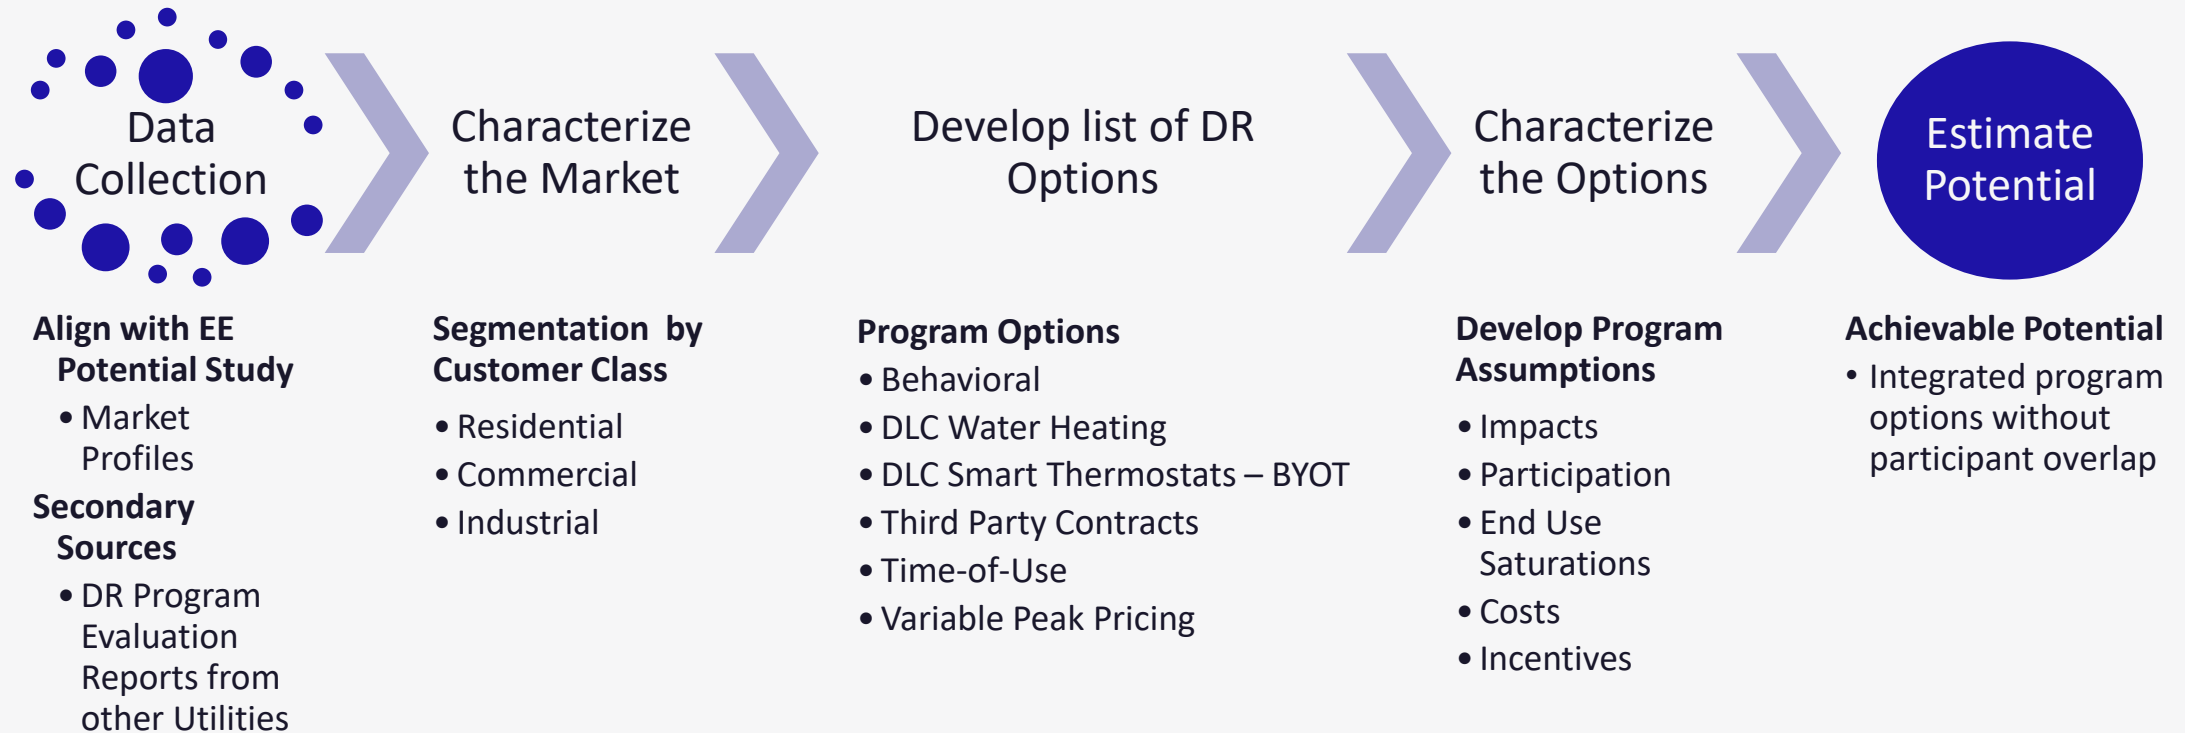 Data
Collection
Characterize
the Market
Develop list of DR
Options
Characterize
the Options
Estimate
Potential
Align with EE
Potential Study
• Market
Profiles
Secondary
Sources
• DR Program
Evaluation
Reports from
other Utilities
Segmentation by
Customer Class
• Residential
• Commercial
• Industrial
Program Options
• Behavioral
• DLC Water Heating
• DLC Smart Thermostats – BYOT
• Third Party Contracts
• Time-of-Use
• Variable Peak Pricing
Develop Program
Assumptions
• Impacts
• Participation
• End Use
Saturations
• Costs
• Incentives
Achievable Potential
• Integrated program
options without
participant overlap